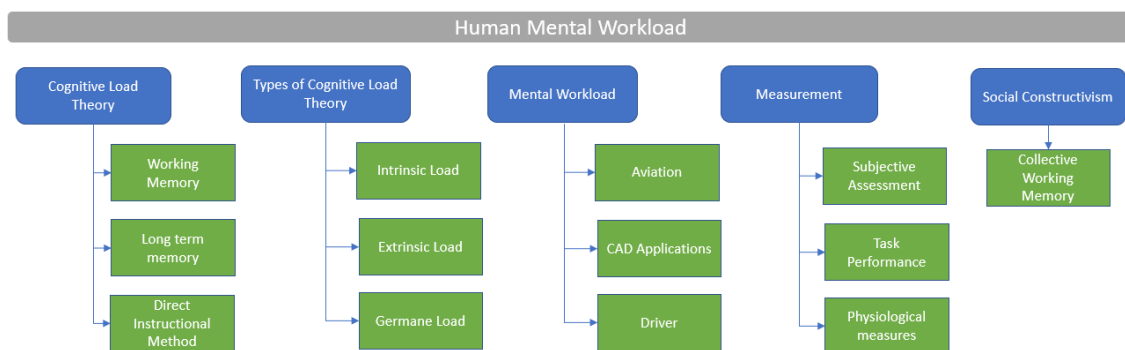 Human Mental Workload
Cognitive Load
Theory
Working
Memory
Long term
memory
Direct
Instructional
Method
Types of Cognitive Load
Theory
Intrinsic Load
Extrinsic Load
Germane Load
Mental Workload
Aviation
CAD Applications
Driver
Measurement
Subjective
Assessment
Task
Performance
Physiological
measures
Social Constructivism
Collective
Working
Memory